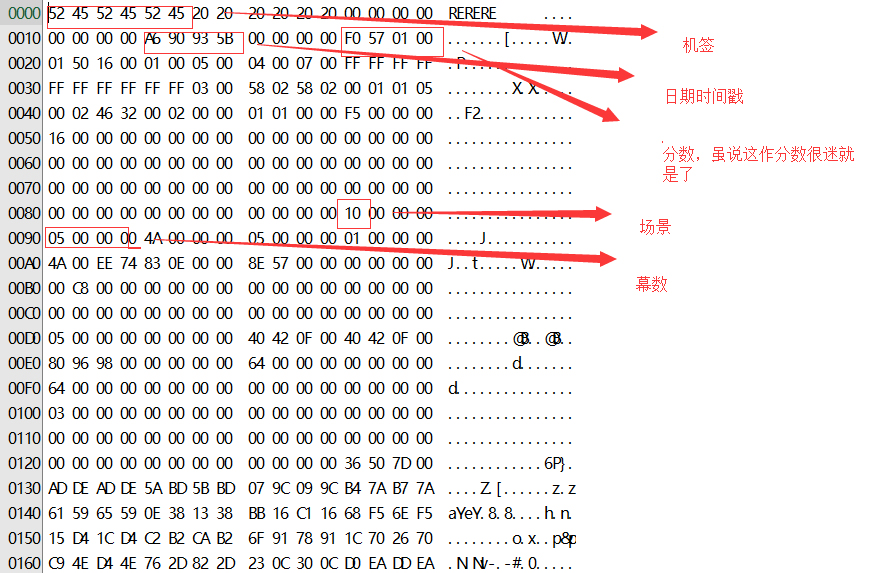 0000 52 45 52 45 52 45 20 20 20 20 20 20 00 00 00 00 RERERE ....
0010 00 00 00 00 A6 90 93 5B 00 00 00 00 F0 57 01 00 .......[.....W..
0020 01 50 16 00 01 00 05 00 04 00 07 00 FF FF FF FF .P..............
0030 FF FF FF FF FF FF 03 00 58 02 58 02 00 01 01 05 ........X.X.....
0040 00 02 46 32 00 02 00 00 01 01 00 00 F5 00 00 00 ..F2............
0050 16 00 00 00 00 00 00 00 00 00 00 00 00 00 00 00 ................
0060 00 00 00 00 00 00 00 00 00 00 00 00 00 00 00 00 ................
0070 00 00 00 00 00 00 00 00 00 00 00 00 00 00 00 00 ................
0080 00 00 00 00 00 00 00 00 00 00 00 00 10 00 00 00 ................
0090 05 00 00 00 4A 00 00 00 05 00 00 00 01 00 00 00 ....J...........
00A0 4A 00 EE 74 83 0E 00 00 8E 57 00 00 00 00 00 00 J..t.....W......
00B0 00 C8 00 00 00 00 00 00 00 00 00 00 00 00 00 00 ................
00C0 00 00 00 00 00 00 00 00 00 00 00 00 00 00 00 00 ................
00D0 05 00 00 00 00 00 00 00 40 42 0F 00 40 42 0F 00 ........@B..@B..
00E0 80 96 98 00 00 00 00 00 64 00 00 00 00 00 00 00 ........d.......
00F0 64 00 00 00 00 00 00 00 00 00 00 00 00 00 00 00 d...............
0100 03 00 00 00 00 00 00 00 00 00 00 00 00 00 00 00 ................
0110 00 00 00 00 00 00 00 00 00 00 00 00 00 00 00 00 ................
0120 00 00 00 00 00 00 00 00 00 00 00 00 36 50 7D 00 ............6P}.
0130 AD DE AD DE 5A BD 5B BD 07 9C 09 9C B4 7A B7 7A ....Z.[......z.z
0140 61 59 65 59 0E 38 13 38 BB 16 C1 16 68 F5 6E F5 aYeY.8.8....h.n.
0150 15 D4 1C D4 C2 B2 CA B2 6F 91 78 91 1C 70 26 70 ........o.x..p&p
0160 C9 4E D4 4E 76 2D 82 2D 23 0C 30 0C D0 EA DD EA .N.Nv-.-#.0.....
机签
日期时间戳
分数，虽说这作分数很迷就
是了
场景
幕数